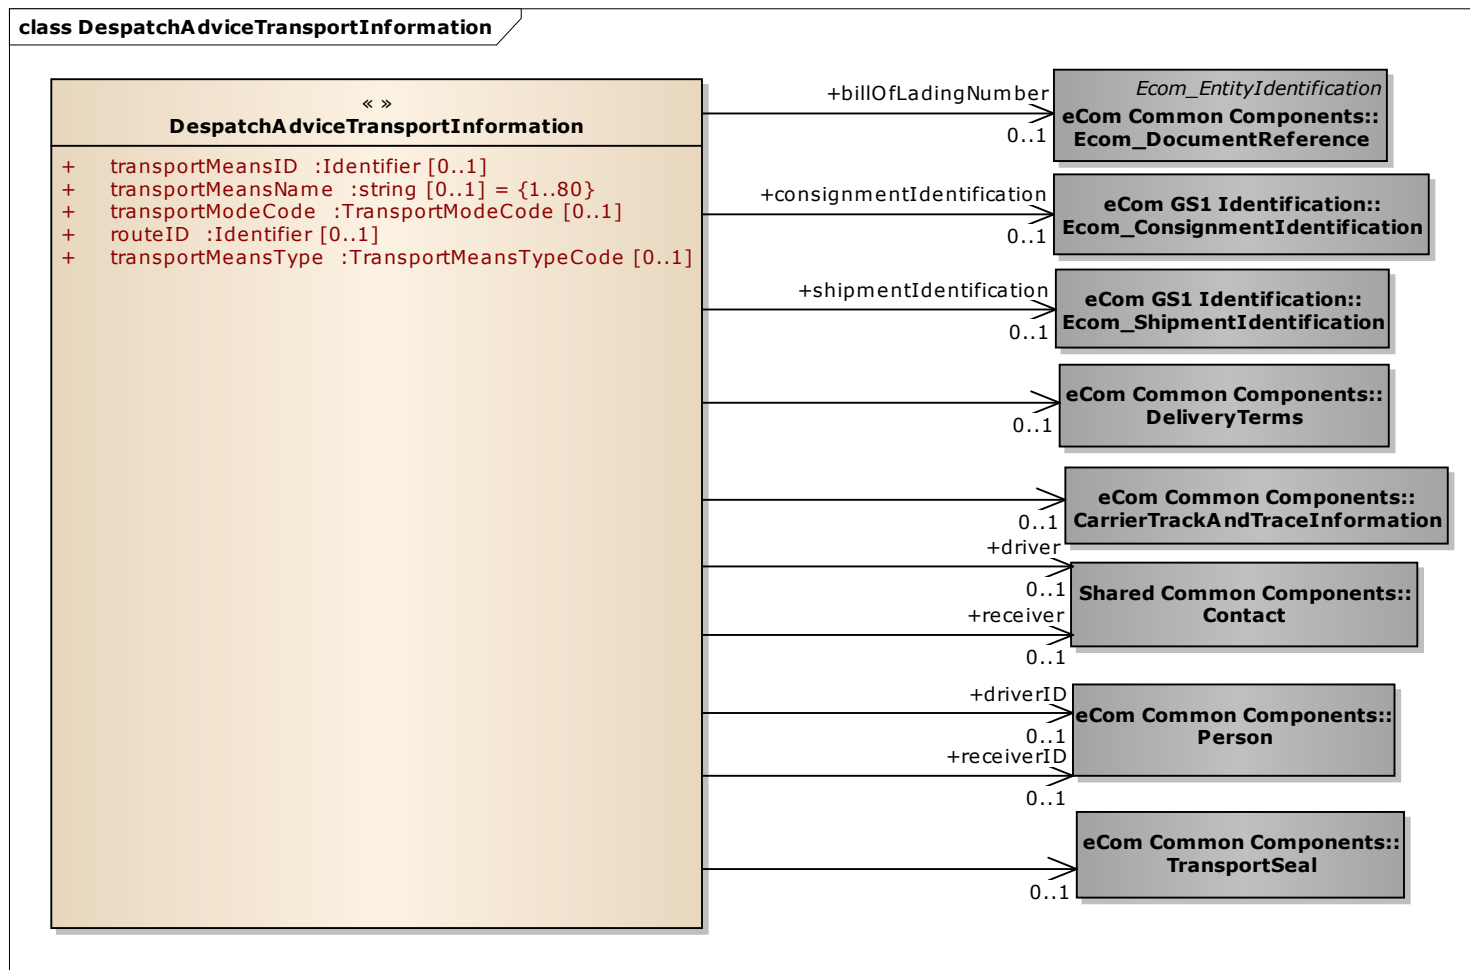 class DespatchAdviceTransportInformation
« »
DespatchAdviceTransportInformation
+ transportMeansID :Identifier [0..1]
+ transportMeansName :string [0..1] = {1..80}
+ transportModeCode :TransportModeCode [0..1]
+ routeID :Identifier [0..1]
+ transportMeansType :TransportMeansTypeCode [0..1]
+billOfLadingNumber
0..1
Ecom_EntityIdentification
eCom Common Components::
Ecom_DocumentReference
+consignmentIdentification
0..1
eCom GS1 Identification::
Ecom_ConsignmentIdentification
+shipmentIdentification
0..1
eCom GS1 Identification::
Ecom_ShipmentIdentification
0..1
eCom Common Components::
DeliveryTerms
0..1
eCom Common Components::
CarrierTrackAndTraceInformation
+driver
0..1
+receiver
0..1
Shared Common Components::
Contact
+driverID
0..1
+receiverID
0..1
eCom Common Components::
Person
0..1
eCom Common Components::
TransportSeal